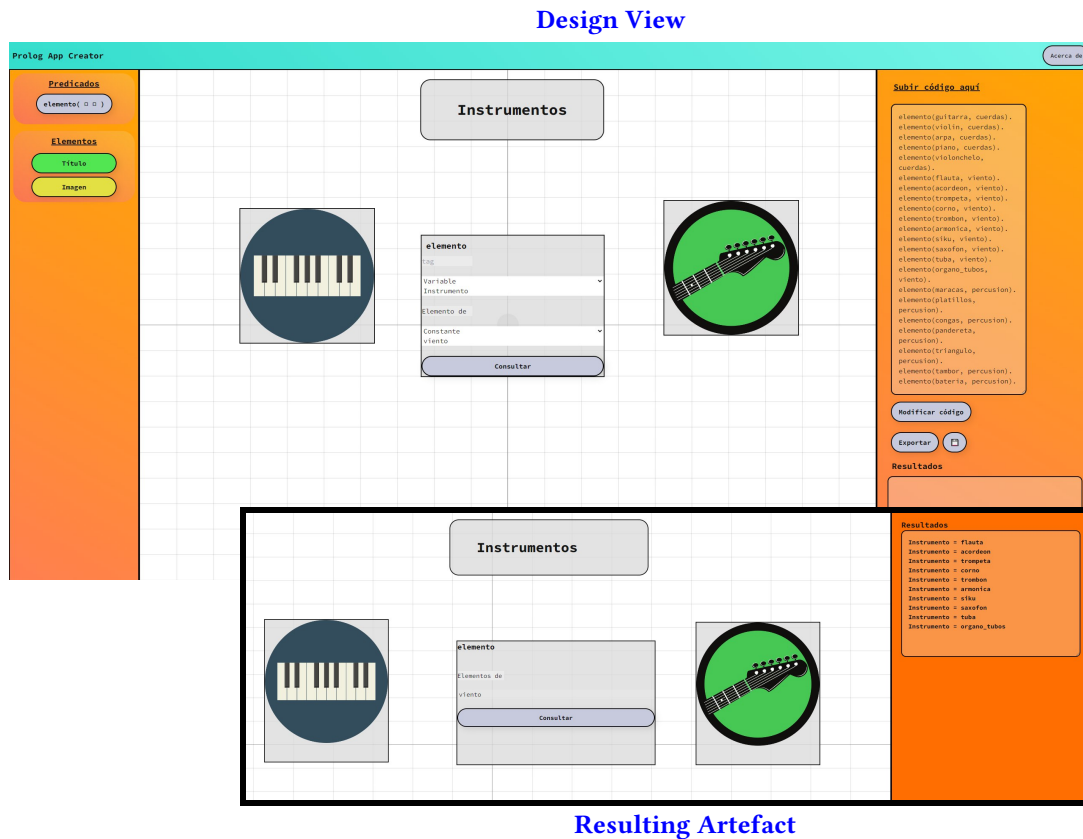 Design View
Prolog App Creator
Acerca de
Predicados
elemento( □ □ )
Elementos
Título
Imagen
Instrumentos
elemento
tog
Variable
Instrumento
Elemento de
Constante
viento
Consultar
Subir código aquí
elemento(guitarra, cuerdas).
elemento(violin, cuerdas).
elemento(arpa, cuerdas).
elemento(piano, cuerdas).
elemento(violonchelo,
cuerdas).
elemento(flauta, viento).
elemento(acordeon, viento).
elemento(trompeta, viento).
elemento(corno, viento).
elemento(trombon, viento).
elemento(armonica, viento).
elemento(siku, viento).
elemento(saxofon, viento).
elemento(tuba, viento).
elemento(organo_tubos,
viento).
elemento(maracas, percusion).
elemento(platillos,
percusion).
elemento(congas, percusion).
elemento(pandereta,
percusion).
elemento(triangulo,
percusion).
elemento(tambor, percusion).
elemento(bateria, percusion).
Modificar código
Exportar
Resultados
Instrumentos
elemento
Elementos de
viento
Consultar
Resultados
Instrumento = flauta
Instrumento = acordeon
Instrumento = trompeta
Instrumento = corno
Instrumento = trombon
Instrumento = armonica
Instrumento = siku
Instrumento = saxofon
Instrumento = tuba
Instrumento = organo_tubos
Resulting Artefact